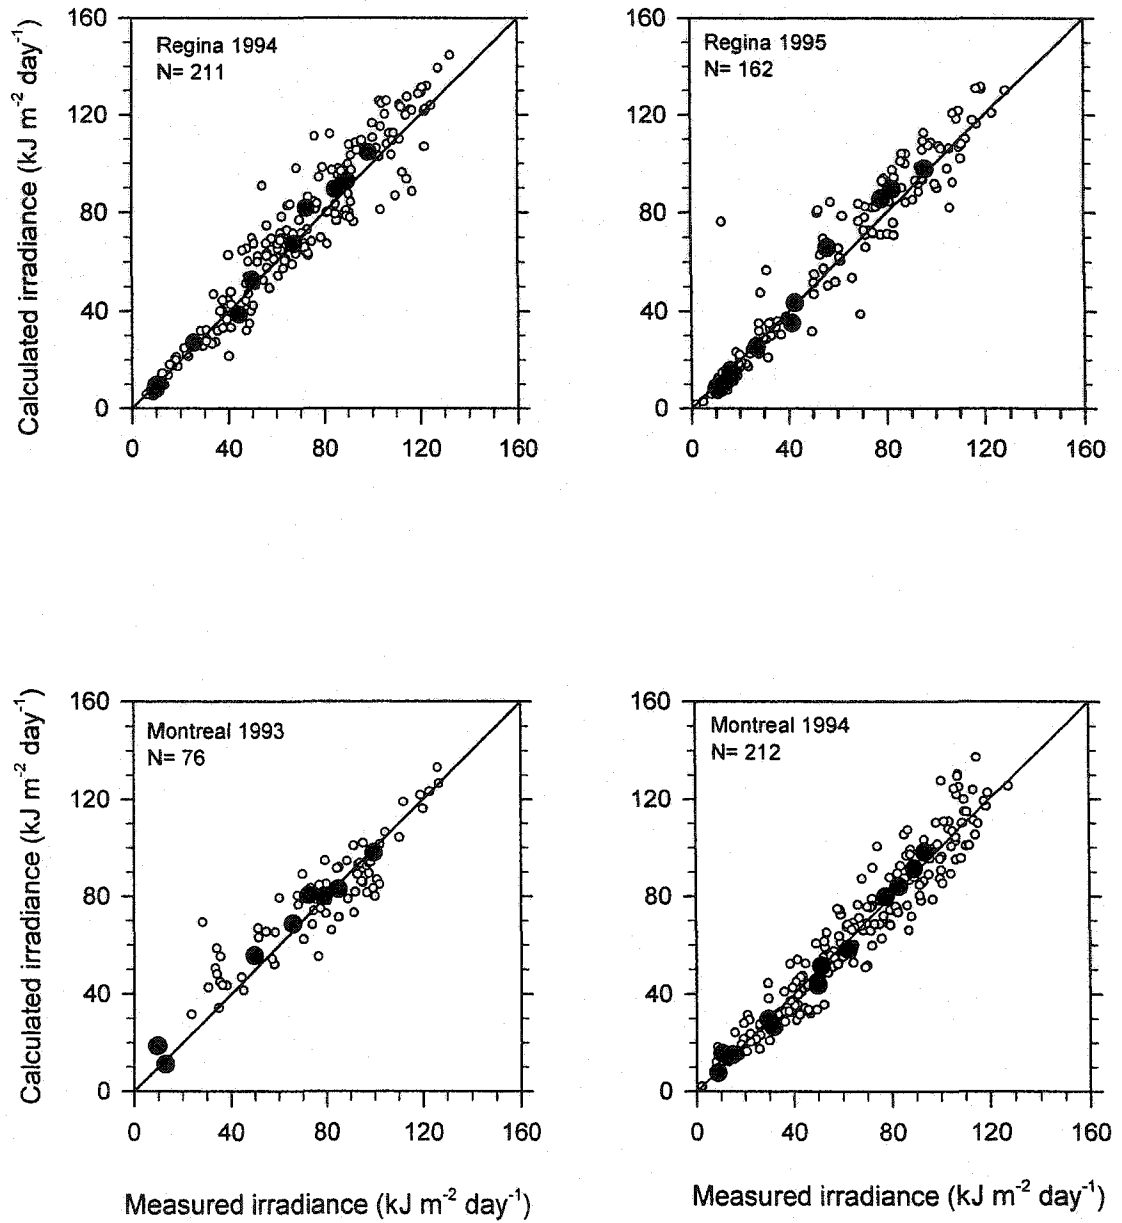 Regina 1994
N= 211
Calculated irradiance (kJ m⁻² day⁻¹)
160
120
80
40
0
0 40 80 120 160
Regina 1995
N= 162
160
120
80
40
0
0 40 80 120 160
Montreal 1993
N= 76
Calculated irradiance (kJ m⁻² day⁻¹)
160
120
80
40
0
0 40 80 120 160
Measured irradiance (kJ m⁻² day⁻¹)
Montreal 1994
N= 212
160
120
80
40
0
0 40 80 120 160
Measured irradiance (kJ m⁻² day⁻¹)